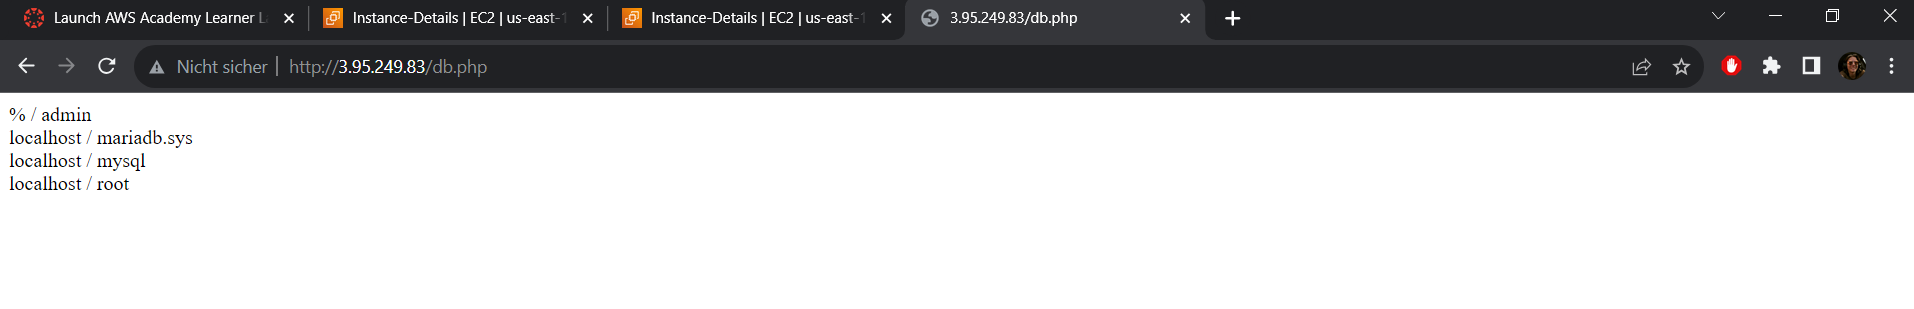 Launch AWS Academy Learner L
Instance-Details | EC2 | us-east-1
Instance-Details | EC2 | us-east-1
3.95.249.83/db.php
Nicht sicher | http://3.95.249.83/db.php
% / admin
localhost / mariadb.sys
localhost / mysql
localhost / root